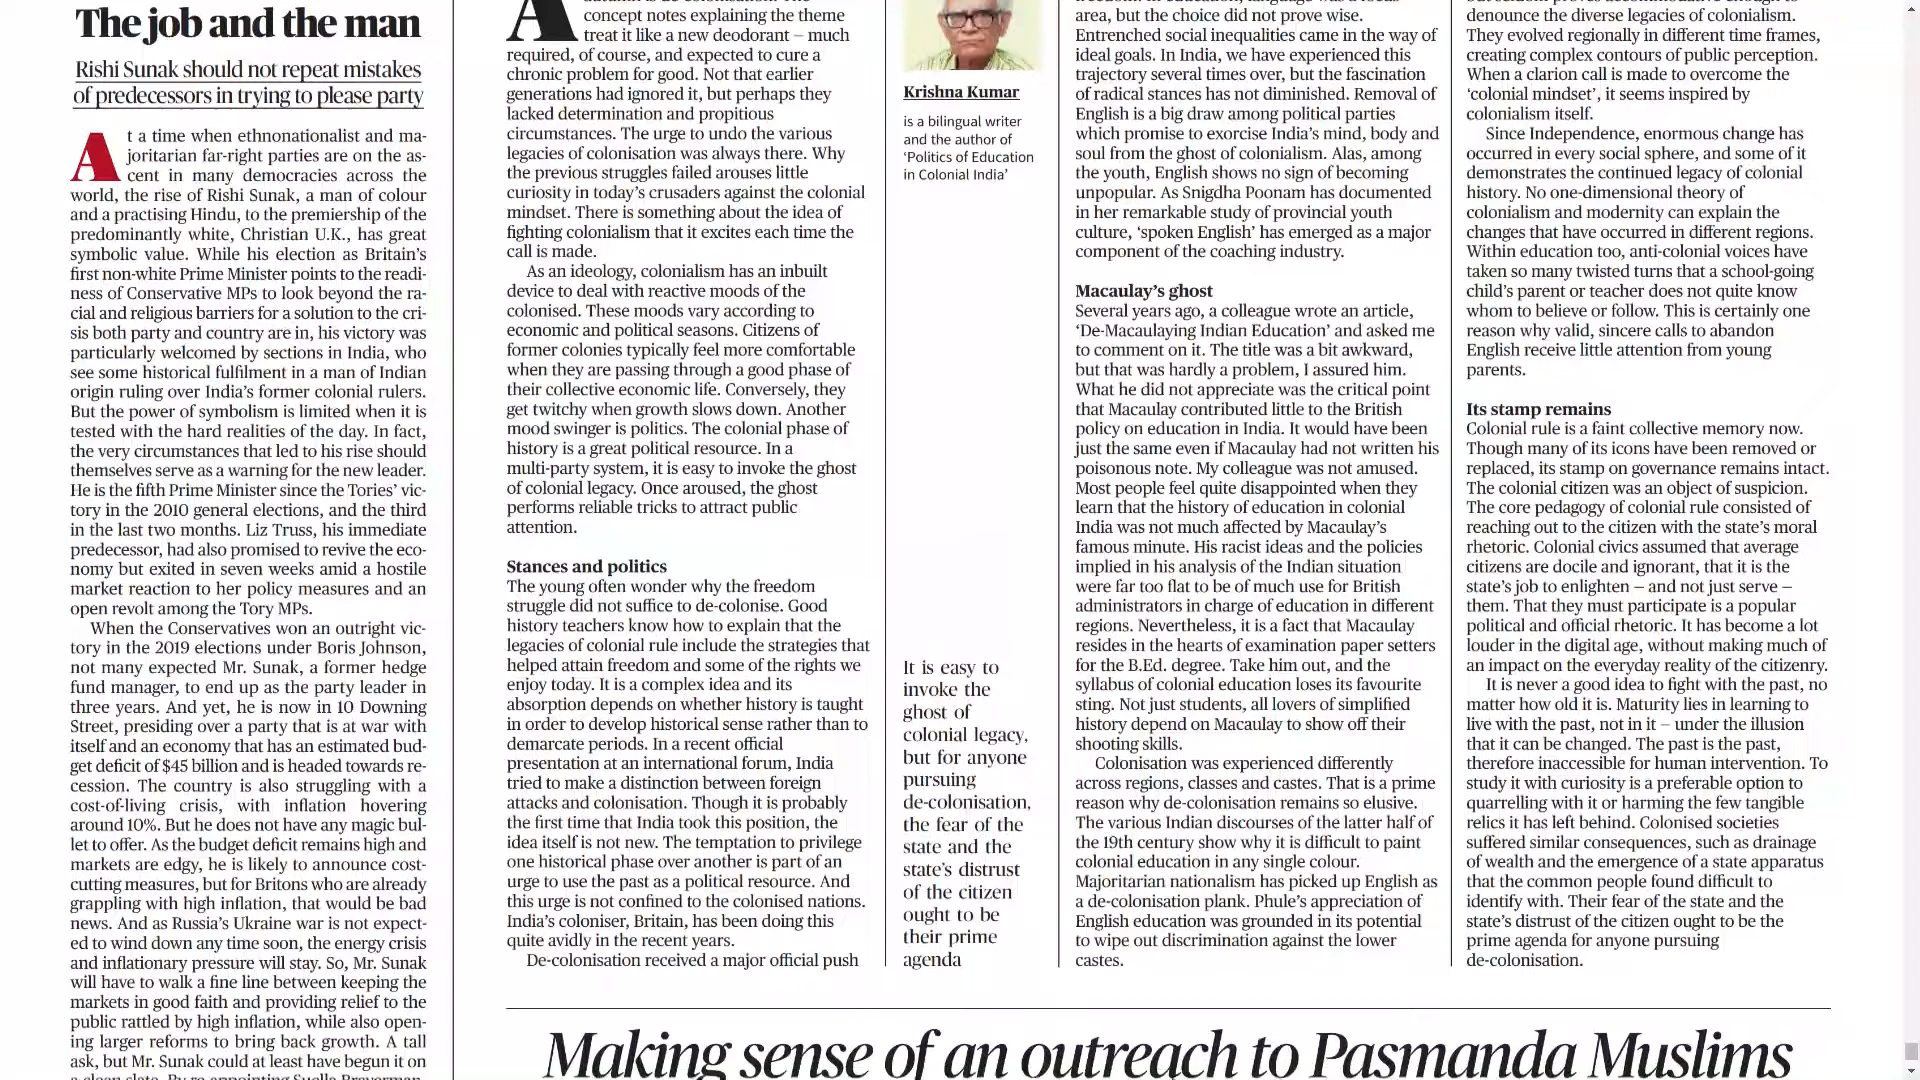 The job and the man
Rishi Sunak should not repeat mistakes
of predecessors in trying to please party
At a time when ethnonationalist and ma-
joritarian far-right parties are on the as-
cent in many democracies across the
world, the rise of Rishi Sunak, a man of colour
and a practising Hindu, to the premiership of the
predominantly white, Christian U.K., has great
symbolic value. While his election as Britain's
first non-white Prime Minister points to the readi-
ness of Conservative MPs to look beyond the ra-
cial and religious barriers for a solution to the cri-
sis both party and country are in, his victory was
particularly welcomed by sections in India, who
see some historical fulfilment in a man of Indian
origin ruling over India's former colonial rulers.
But the power of symbolism is limited when it is
tested with the hard realities of the day. In fact,
the very circumstances that led to his rise should
themselves serve as a warning for the new leader.
He is the fifth Prime Minister since the Tories' vic-
tory in the 2010 general elections, and the third
in the last two months. Liz Truss, his immediate
predecessor, had also promised to revive the eco-
nomy but exited in seven weeks amid a hostile
market reaction to her policy measures and an
open revolt among the Tory MPs.
When the Conservatives won an outright vic-
tory in the 2019 elections under Boris Johnson,
not many expected Mr. Sunak, a former hedge
fund manager, to end up as the party leader in
three years. And yet, he is now in 10 Downing
Street, presiding over a party that is at war with
itself and an economy that has an estimated bud-
get deficit of $45 billion and is headed towards re-
cession. The country is also struggling with a
cost-of-living crisis, with inflation hovering
around 10%. But he does not have any magic bul-
let to offer. As the budget deficit remains high and
markets are edgy, he is likely to announce cost-
cutting measures, but for Britons who are already
grappling with high inflation, that would be bad
news. And as Russia's Ukraine war is not expect-
ed to wind down any time soon, the energy crisis
and inflationary pressure will stay. So, Mr. Sunak
will have to walk a fine line between keeping the
markets in good faith and providing relief to the
public rattled by high inflation, while also open-
ing larger reforms to bring back growth. A tall
ask, but Mr. Sunak could at least have begun it on
A
concept notes explaining the theme
treat it like a new deodorant – much
required, of course, and expected to cure a
chronic problem for good. Not that earlier
generations had ignored it, but perhaps they
lacked determination and propitious
circumstances. The urge to undo the various
legacies of colonisation was always there. Why
the previous struggles failed arouses little
curiosity in today's crusaders against the colonial
mindset. There is something about the idea of
fighting colonialism that it excites each time the
call is made.
As an ideology, colonialism has an inbuilt
device to deal with reactive moods of the
colonised. These moods vary according to
economic and political seasons. Citizens of
former colonies typically feel more comfortable
when they are passing through a good phase of
their collective economic life. Conversely, they
get twitchy when growth slows down. Another
mood swinger is politics. The colonial phase of
history is a great political resource. In a
multi-party system, it is easy to invoke the ghost
of colonial legacy. Once aroused, the ghost
performs reliable tricks to attract public
attention.
Stances and politics
The young often wonder why the freedom
struggle did not suffice to de-colonise. Good
history teachers know how to explain that the
legacies of colonial rule include the strategies that
helped attain freedom and some of the rights we
enjoy today. It is a complex idea and its
absorption depends on whether history is taught
in order to develop historical sense rather than to
demarcate periods. In a recent official
presentation at an international forum, India
tried to make a distinction between foreign
attacks and colonisation. Though it is probably
the first time that India took this position, the
idea itself is not new. The temptation to privilege
one historical phase over another is part of an
urge to use the past as a political resource. And
this urge is not confined to the colonised nations.
India's coloniser, Britain, has been doing this
quite avidly in the recent years.
De-colonisation received a major official push
Krishna Kumar
is a bilingual writer
and the author of
'Politics of Education
in Colonial India'
It is easy to
invoke the
ghost of
colonial legacy,
but for anyone
pursuing
de-colonisation,
the fear of the
state and the
state's distrust
of the citizen
ought to be
their prime
agenda
area, but the choice did not prove wise.
Entrenched social inequalities came in the way of
ideal goals. In India, we have experienced this
trajectory several times over, but the fascination
of radical stances has not diminished. Removal of
English is a big draw among political parties
which promise to exorcise India's mind, body and
soul from the ghost of colonialism. Alas, among
the youth, English shows no sign of becoming
unpopular. As Snigdha Poonam has documented
in her remarkable study of provincial youth
culture, 'spoken English' has emerged as a major
component of the coaching industry.
Macaulay's ghost
Several years ago, a colleague wrote an article,
'De-Macaulaying Indian Education' and asked me
to comment on it. The title was a bit awkward,
but that was hardly a problem, I assured him.
What he did not appreciate was the critical point
that Macaulay contributed little to the British
policy on education in India. It would have been
just the same even if Macaulay had not written his
poisonous note. My colleague was not amused.
Most people feel quite disappointed when they
learn that the history of education in colonial
India was not much affected by Macaulay's
famous minute. His racist ideas and the policies
implied in his analysis of the Indian situation
were far too flat to be of much use for British
administrators in charge of education in different
regions. Nevertheless, it is a fact that Macaulay
resides in the hearts of examination paper setters
for the B.Ed. degree. Take him out, and the
syllabus of colonial education loses its favourite
sting. Not just students, all lovers of simplified
history depend on Macaulay to show off their
shooting skills.
Colonisation was experienced differently
across regions, classes and castes. That is a prime
reason why de-colonisation remains so elusive.
The various Indian discourses of the latter half of
the 19th century show why it is difficult to paint
colonial education in any single colour.
Majoritarian nationalism has picked up English as
a de-colonisation plank. Phule's appreciation of
English education was grounded in its potential
to wipe out discrimination against the lower
castes.
denounce the diverse legacies of colonialism.
They evolved regionally in different time frames,
creating complex contours of public perception.
When a clarion call is made to overcome the
'colonial mindset', it seems inspired by
colonialism itself.
Since Independence, enormous change has
occurred in every social sphere, and some of it
demonstrates the continued legacy of colonial
history. No one-dimensional theory of
colonialism and modernity can explain the
changes that have occurred in different regions.
Within education too, anti-colonial voices have
taken so many twisted turns that a school-going
child's parent or teacher does not quite know
whom to believe or follow. This is certainly one
reason why valid, sincere calls to abandon
English receive little attention from young
parents.
Its stamp remains
Colonial rule is a faint collective memory now.
Though many of its icons have been removed or
replaced, its stamp on governance remains intact.
The colonial citizen was an object of suspicion.
The core pedagogy of colonial rule consisted of
reaching out to the citizen with the state's moral
rhetoric. Colonial civics assumed that average
citizens are docile and ignorant, that it is the
state's job to enlighten – and not just serve –
them. That they must participate is a popular
political and official rhetoric. It has become a lot
louder in the digital age, without making much of
an impact on the everyday reality of the citizenry.
It is never a good idea to fight with the past, no
matter how old it is. Maturity lies in learning to
live with the past, not in it – under the illusion
that it can be changed. The past is the past,
therefore inaccessible for human intervention. To
study it with curiosity is a preferable option to
quarrelling with it or harming the few tangible
relics it has left behind. Colonised societies
suffered similar consequences, such as drainage
of wealth and the emergence of a state apparatus
that the common people found difficult to
identify with. Their fear of the state and the
state's distrust of the citizen ought to be the
prime agenda for anyone pursuing
de-colonisation.
Making sense of an outreach to Pasmanda Muslims